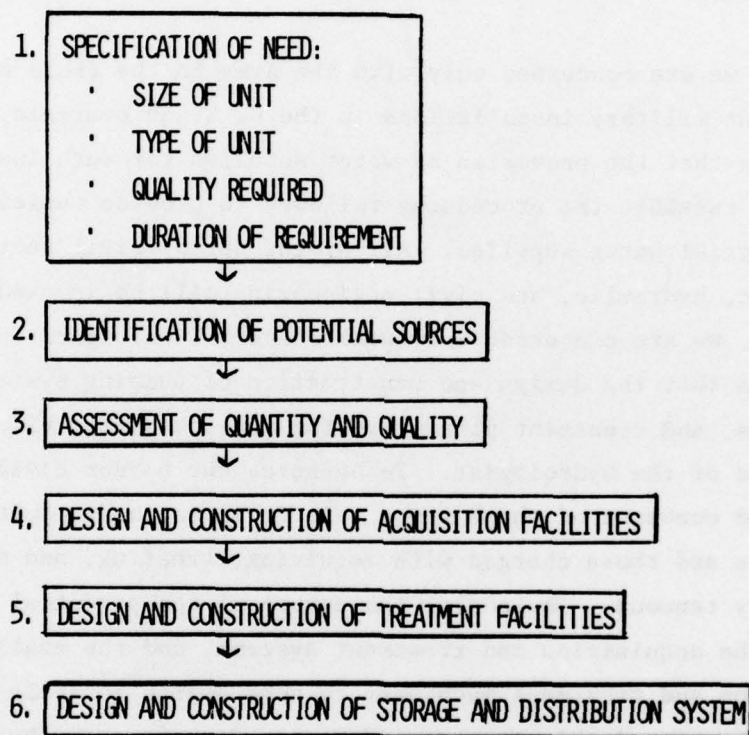 1. SPECIFICATION OF NEED:
· SIZE OF UNIT
· TYPE OF UNIT
· QUALITY REQUIRED
· DURATION OF REQUIREMENT
2. IDENTIFICATION OF POTENTIAL SOURCES
3. ASSESSMENT OF QUANTITY AND QUALITY
4. DESIGN AND CONSTRUCTION OF ACQUISITION FACILITIES
5. DESIGN AND CONSTRUCTION OF TREATMENT FACILITIES
6. DESIGN AND CONSTRUCTION OF STORAGE AND DISTRIBUTION SYSTEM